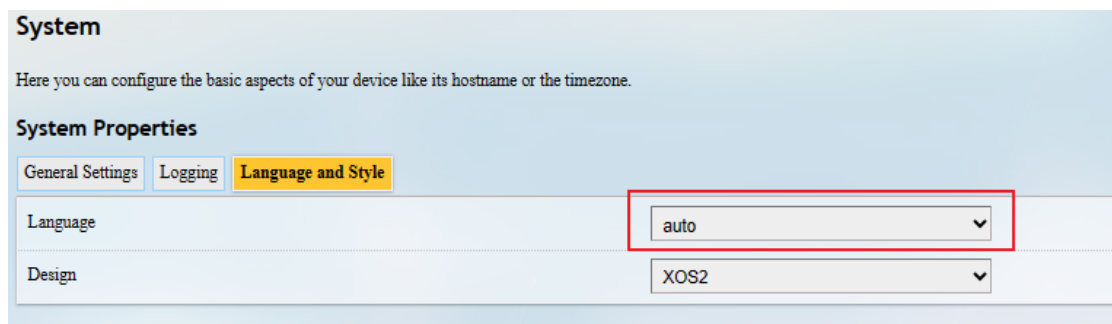 System
Here you can configure the basic aspects of your device like its hostname or the timezone.
System Properties
General Settings Logging Language and Style
Language auto
Design XOS2